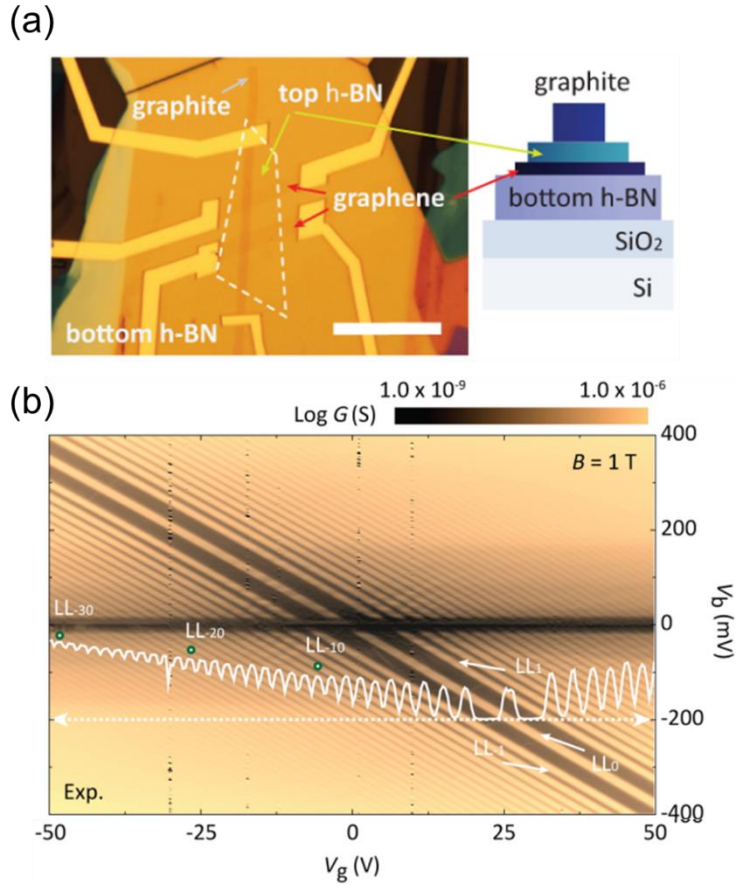 (a)
graphite
top h-BN
graphene
bottom h-BN
graphite
bottom h-BN
SiO₂
Si
(b)
1.0 x 10⁻⁹
1.0 x 10⁻⁶
Log G (S)
B = 1 T
400
200
0
-200
-400
V_b (mV)
LL₋₃₀
LL₋₂₀
LL₋₁₀
LL₁
LL₋₁
LL₀
Exp.
-50
-25
0
25
50
V_g (V)